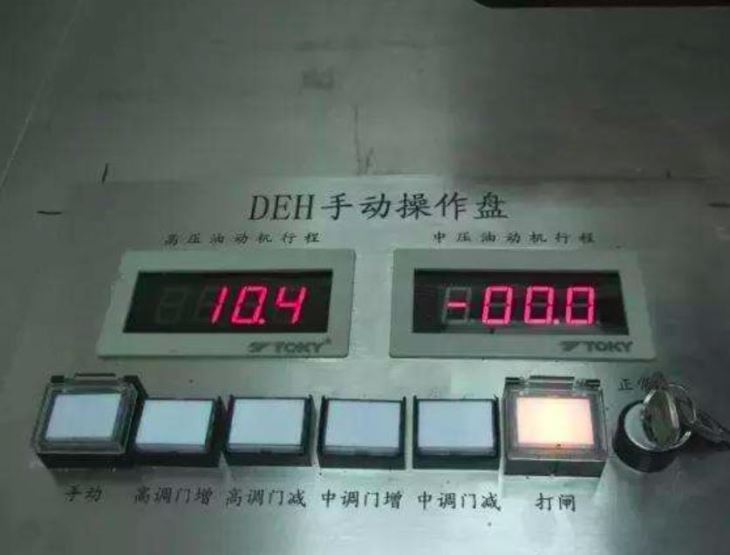 DEH手动操作盘
高压油动机行程 中压油动机行程
10.4 -00.0
TOKY TOKY
正
手动 高调门增 高调门减 中调门增 中调门减 打闸